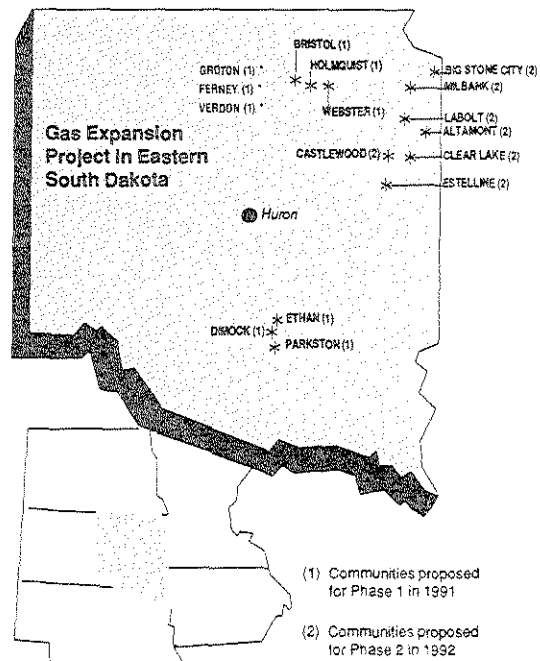 BRISTOL (1)
HOLMQUIST (1)
GROTON (1) *
FERNEY (1) *
VERDON (1) *
WEBSTER (1)
BIG STONE CITY (2)
MILBANK (2)
LABOLT (2)
ALTAMONT (2)
Gas Expansion
Project in Eastern
South Dakota
CASTLEWOOD (2)
CLEAR LAKE (2)
ESTELLINE (2)
Huron
ETHAN (1)
DIMOCK (1)
PARKSTON (1)
(1) Communities proposed
for Phase 1 in 1991
(2) Communities proposed
for Phase 2 in 1992